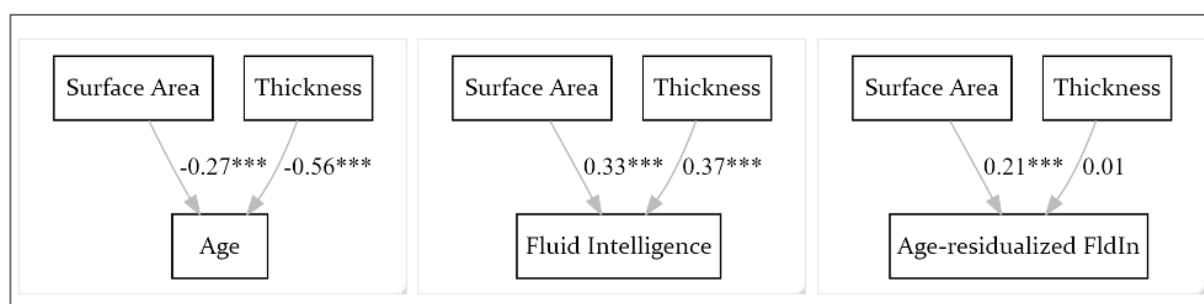 Surface Area
Thickness
-0.27***
-0.56***
Age
Surface Area
Thickness
0.33***
0.37***
Fluid Intelligence
Surface Area
Thickness
0.21***
0.01
Age-residualized FldIn